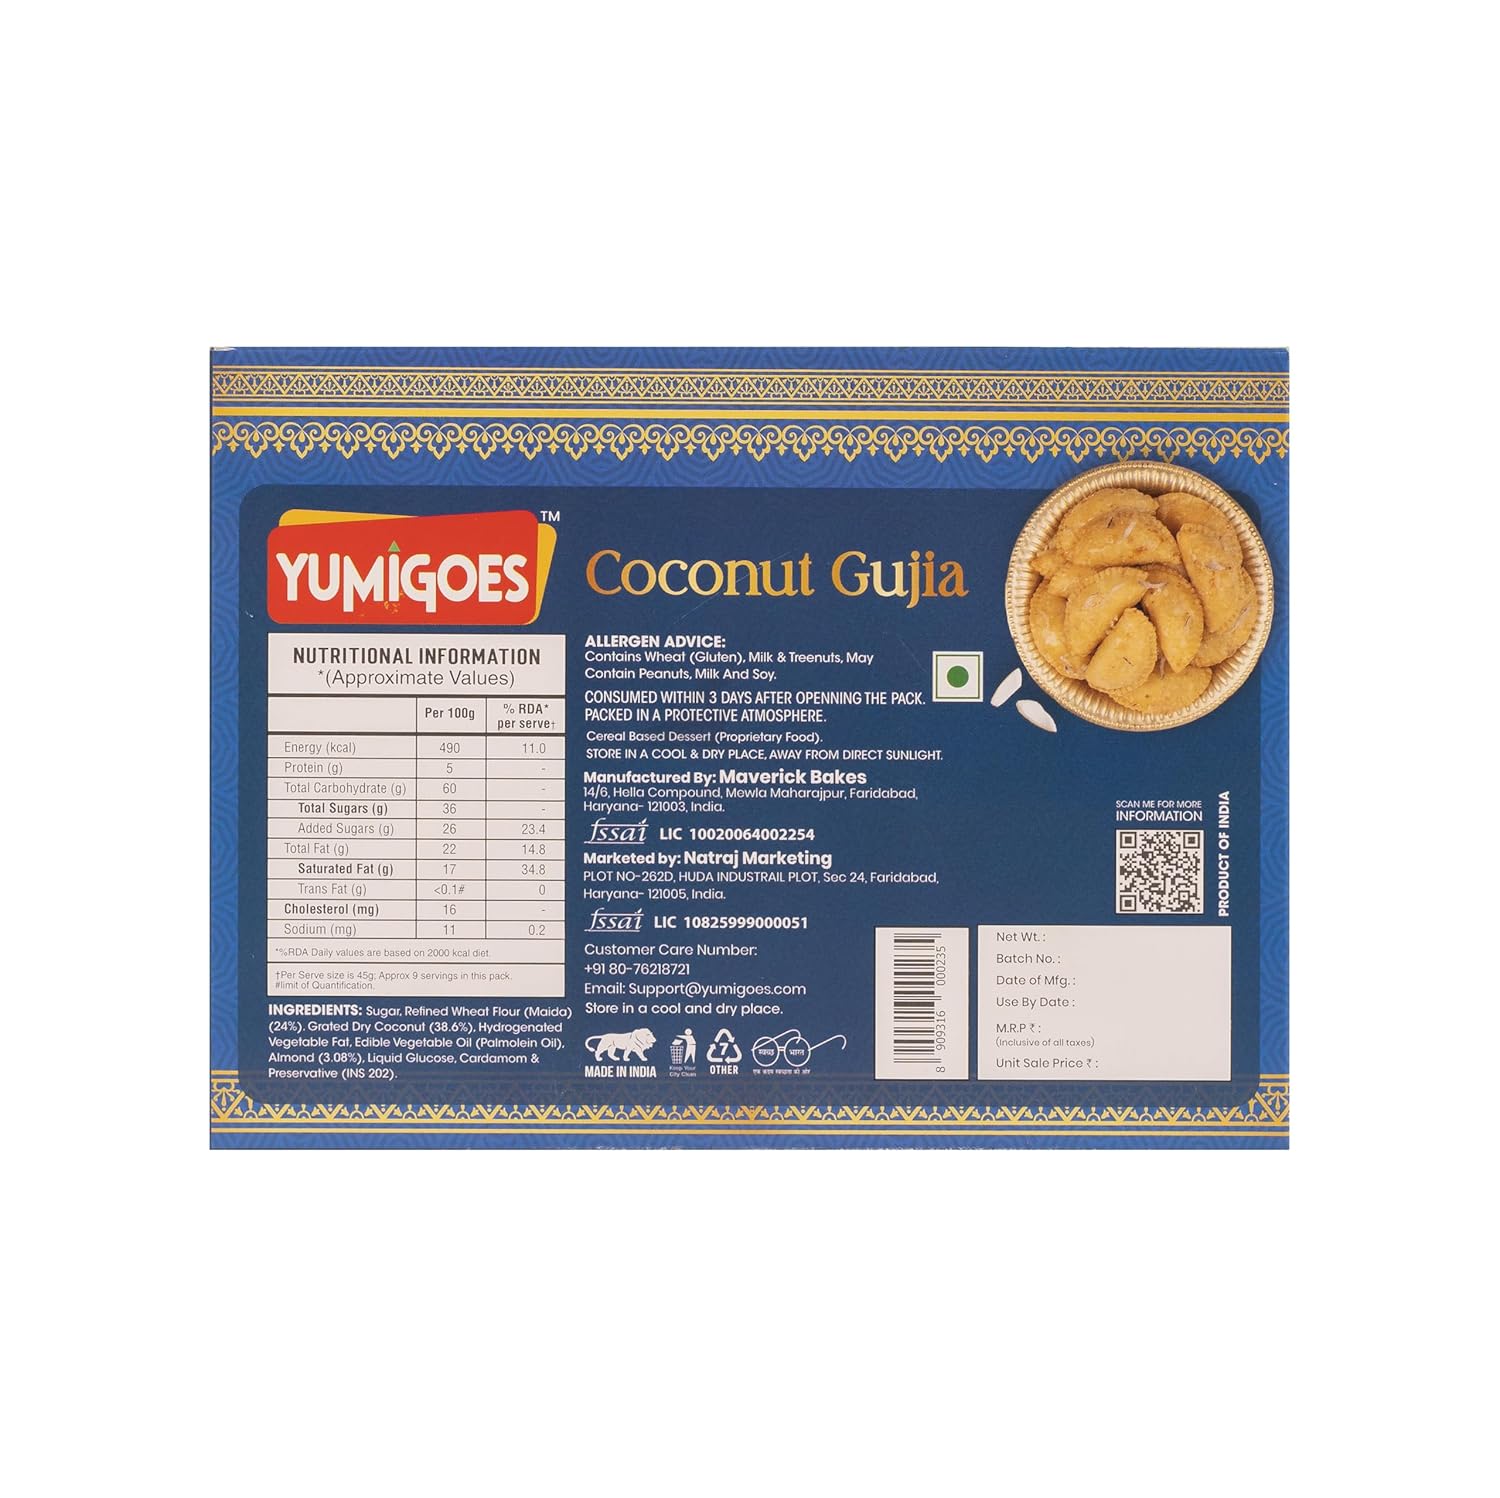 YUMiGOES
TM
Coconut Gujia
NUTRITIONAL INFORMATION
*(Approximate Values)
Per 100g % RDA* per serve†
Energy (kcal) 490 11.0
Protein (g) 5 -
Total Carbohydrate (g) 60 -
Total Sugars (g) 36 -
Added Sugars (g) 26 23.4
Total Fat (g) 22 14.8
Saturated Fat (g) 17 34.8
Trans Fat (g) <0.1# 0
Cholesterol (mg) 16 -
Sodium (mg) 11 0.2
*%RDA Daily values are based on 2000 kcal diet.
†Per Serve size is 45g; Approx 9 servings in this pack.
#limit of Quantification.
INGREDIENTS: Sugar, Refined Wheat Flour (Maida)
(24%), Grated Dry Coconut (38.6%), Hydrogenated
Vegetable Fat, Edible Vegetable Oil (Palmolein Oil),
Almond (3.08%), Liquid Glucose, Cardamom &
Preservative (INS 202).
ALLERGEN ADVICE:
Contains Wheat (Gluten), Milk & Treenuts, May
Contain Peanuts, Milk And Soy.
CONSUMED WITHIN 3 DAYS AFTER OPENNING THE PACK.
PACKED IN A PROTECTIVE ATMOSPHERE.
Cereal Based Dessert (Proprietary Food).
STORE IN A COOL & DRY PLACE, AWAY FROM DIRECT SUNLIGHT.
Manufactured By: Maverick Bakes
14/6, Hella Compound, Mewla Maharajpur, Faridabad,
Haryana- 121003, India.
fssai LIC 10020064002254
Marketed by: Natraj Marketing
PLOT NO-262D, HUDA INDUSTRAIL PLOT, Sec 24, Faridabad,
Haryana- 121005, India.
fssai LIC 10825999000051
Customer Care Number:
+91 80-76218721
Email: Support@yumigoes.com
Store in a cool and dry place.
MADE IN INDIA
Keep Your
City Clean
7
OTHER
स्वच्छ भारत
एक कदम स्वच्छता की ओर
8 909316 000235
SCAN ME FOR MORE
INFORMATION
PRODUCT OF INDIA
Net Wt. :
Batch No. :
Date of Mfg. :
Use By Date :
M.R.P ₹ :
(Inclusive of all taxes)
Unit Sale Price ₹ :